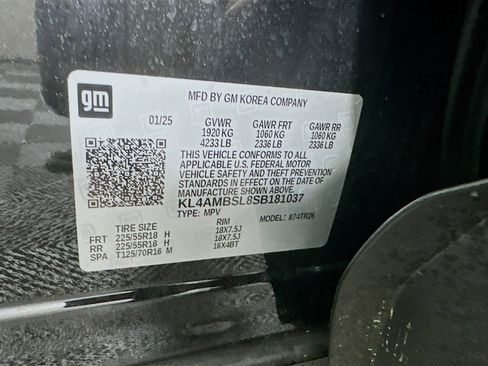 gm
MFD BY GM KOREA COMPANY
01/25 GVWR GAWR FRT GAWR RR
1920 KG 1060 KG 1060 KG
4233 LB 2336 LB 2336 LB
THIS VEHICLE CONFORMS TO ALL
APPLICABLE U.S. FEDERAL MOTOR
VEHICLE SAFETY AND THEFT PREVENTION
STANDARDS IN EFFECT ON THE DATE OF
MANUFACTURE SHOWN ABOVE.
KL4AMBSL8SB181037
TYPE: MPV MODEL: 874TR26
TIRE SIZE RIM
FRT 225/55R18 H 18X7.5J
RR 225/55R18 H 18X7.5J
SPA T125/70R16 M 16X4BT